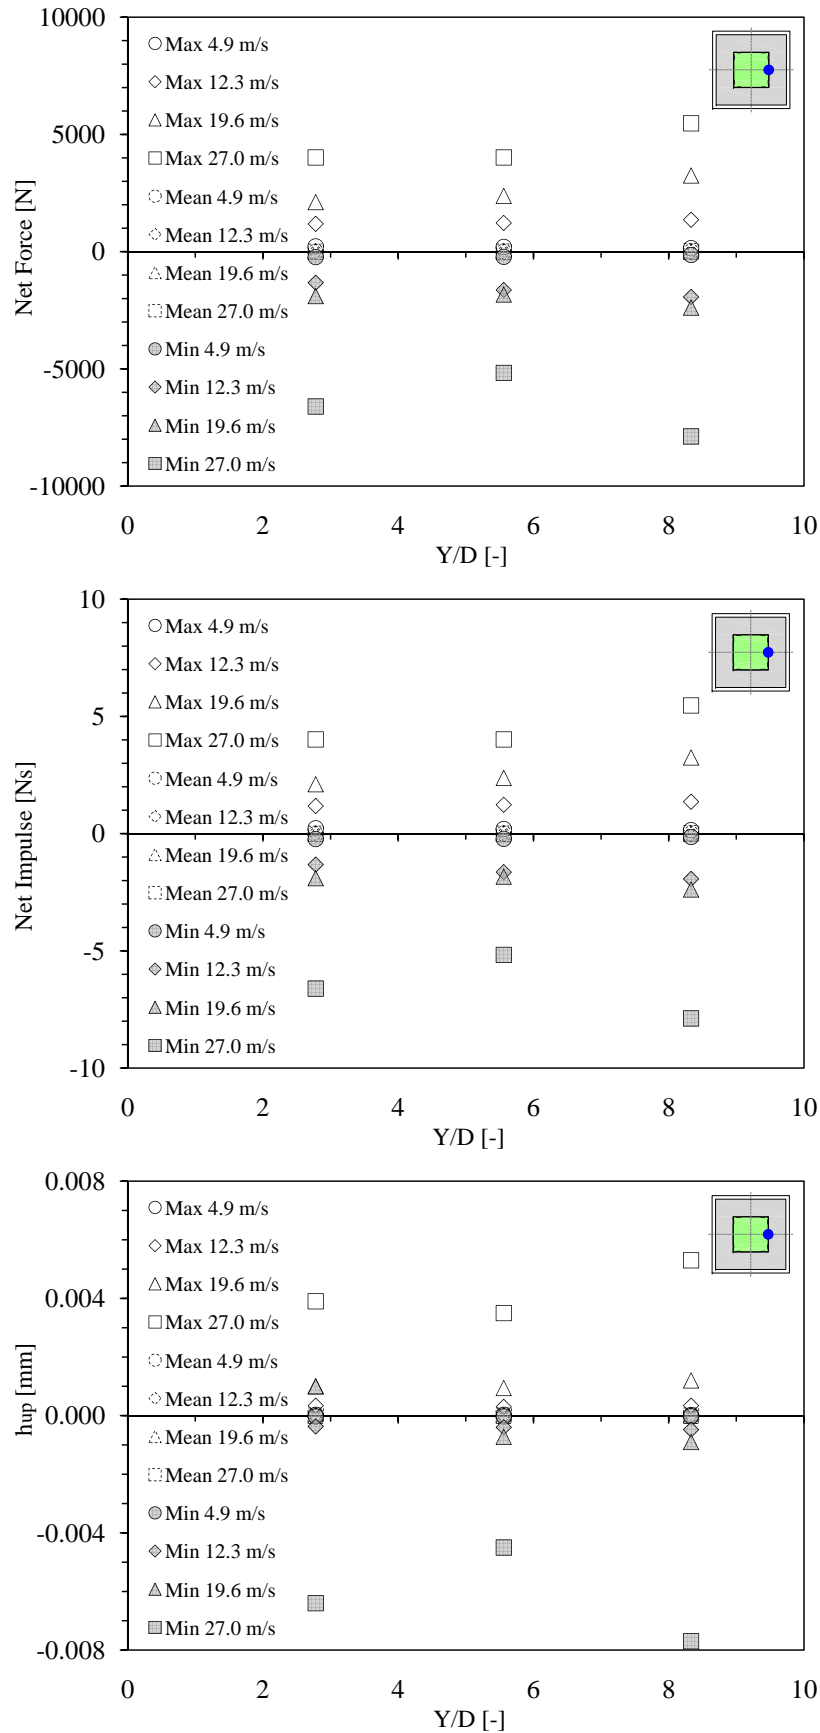 10000
5000
0
-5000
-10000
Net Force [N]
Max 4.9 m/s
Max 12.3 m/s
Max 19.6 m/s
Max 27.0 m/s
Mean 4.9 m/s
Mean 12.3 m/s
Mean 19.6 m/s
Mean 27.0 m/s
Min 4.9 m/s
Min 12.3 m/s
Min 19.6 m/s
Min 27.0 m/s
0 2 4 6 8 10
Y/D [-]
10
5
0
-5
-10
Net Impulse [Ns]
Max 4.9 m/s
Max 12.3 m/s
Max 19.6 m/s
Max 27.0 m/s
Mean 4.9 m/s
Mean 12.3 m/s
Mean 19.6 m/s
Mean 27.0 m/s
Min 4.9 m/s
Min 12.3 m/s
Min 19.6 m/s
Min 27.0 m/s
0 2 4 6 8 10
Y/D [-]
0.008
0.004
0.000
-0.004
-0.008
hup [mm]
Max 4.9 m/s
Max 12.3 m/s
Max 19.6 m/s
Max 27.0 m/s
Mean 4.9 m/s
Mean 12.3 m/s
Mean 19.6 m/s
Mean 27.0 m/s
Min 4.9 m/s
Min 12.3 m/s
Min 19.6 m/s
Min 27.0 m/s
0 2 4 6 8 10
Y/D [-]